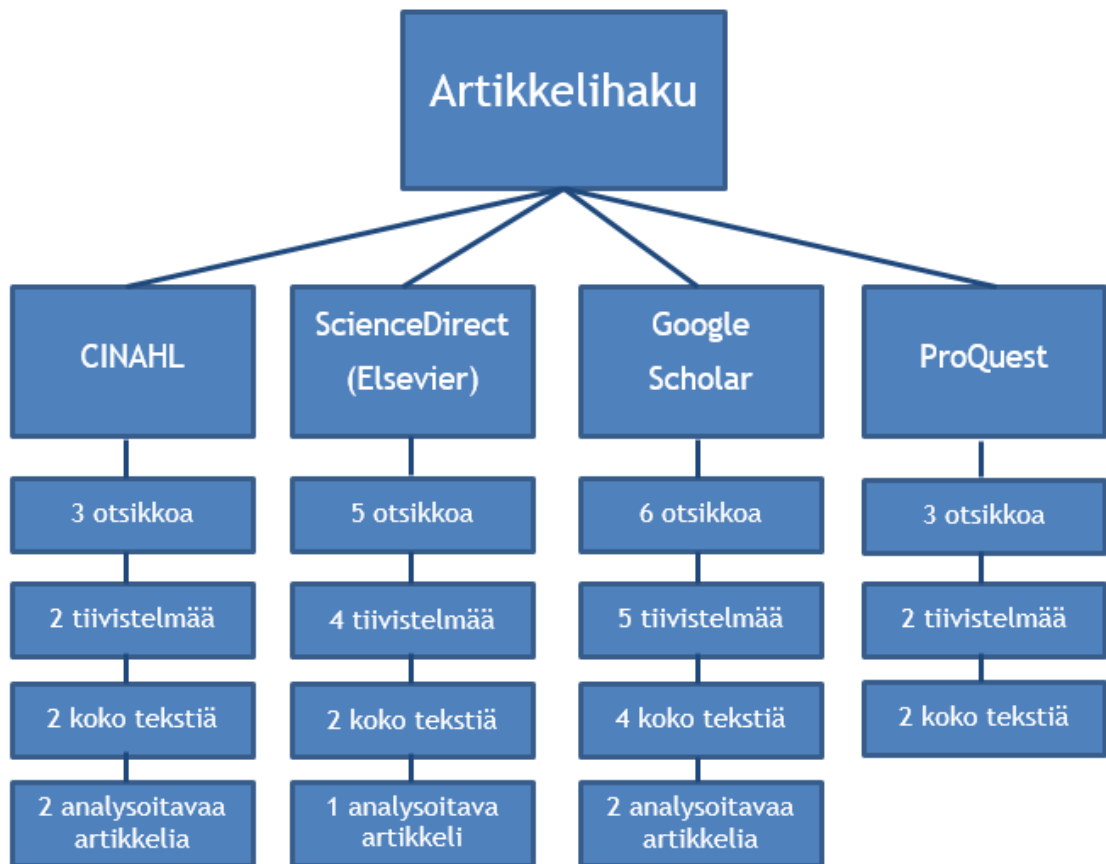 Artikkelihaku
CINAHL
ScienceDirect
(Elsevier)
Google
Scholar
ProQuest
3 otsikkoa
5 otsikkoa
6 otsikkoa
3 otsikkoa
2 tiivistelmää
4 tiivistelmää
5 tiivistelmää
2 tiivistelmää
2 koko tekstiä
2 koko tekstiä
4 koko tekstiä
2 koko tekstiä
2 analysoitavaa
artikkelia
1 analysoitava
artikkeli
2 analysoitavaa
artikkelia